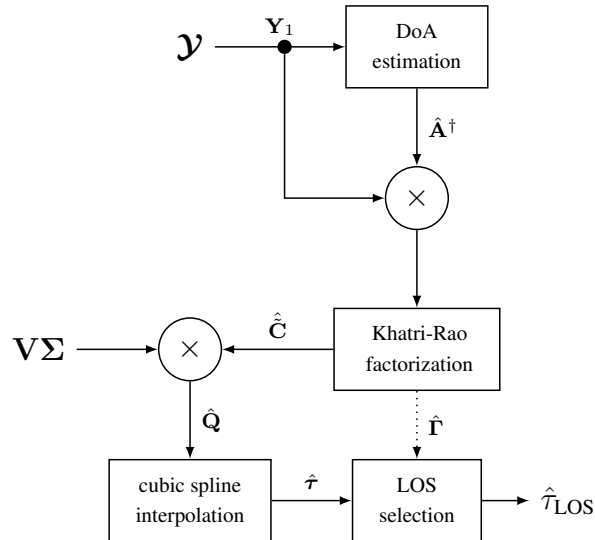 𝓨
Y₁
DoA
estimation
Â†
×
Khatri-Rao
factorization
C̃̂
VΣ
×
Q̂
Γ̂
cubic spline
interpolation
τ̂
LOS
selection
τ̂LOS